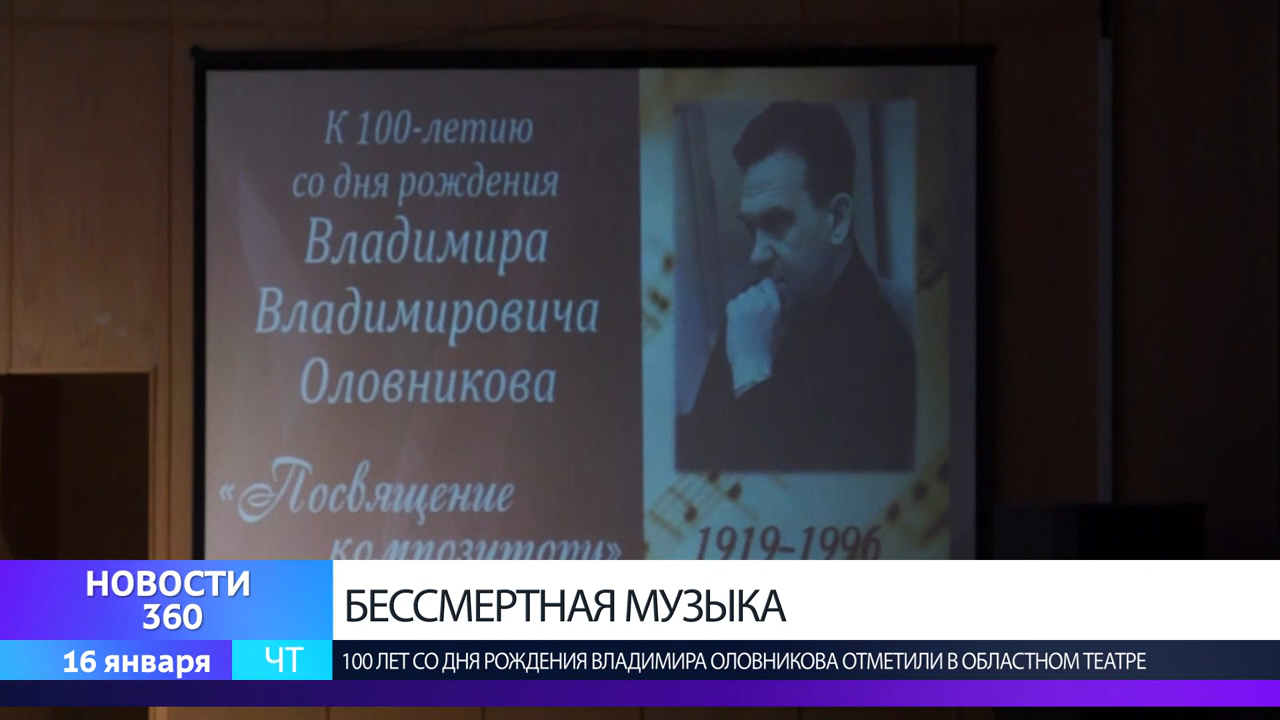 К 100-летию
со дня рождения
Владимира
Владимировича
Оловникова
«Посвящение
композитору»
1919-1996
НОВОСТИ
360
БЕССМЕРТНАЯ МУЗЫКА
16 января
ЧТ
100 ЛЕТ СО ДНЯ РОЖДЕНИЯ ВЛАДИМИРА ОЛОВНИКОВА ОТМЕТИЛИ В ОБЛАСТНОМ ТЕАТРЕ